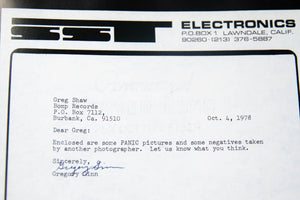 SST ELECTRONICS
P.O. BOX 1 LAWNDALE, CALIF.
90260 · (213) 376-5887
Greg Shaw
Bomp Records
P.O. Box 7112,
Burbank, Ca. 91510
Oct. 4, 1978
Dear Greg:
Enclosed are some PANIC pictures and some negatives taken
by another photographer. let us know what you think.
Sincerely,
Gregory Ginn